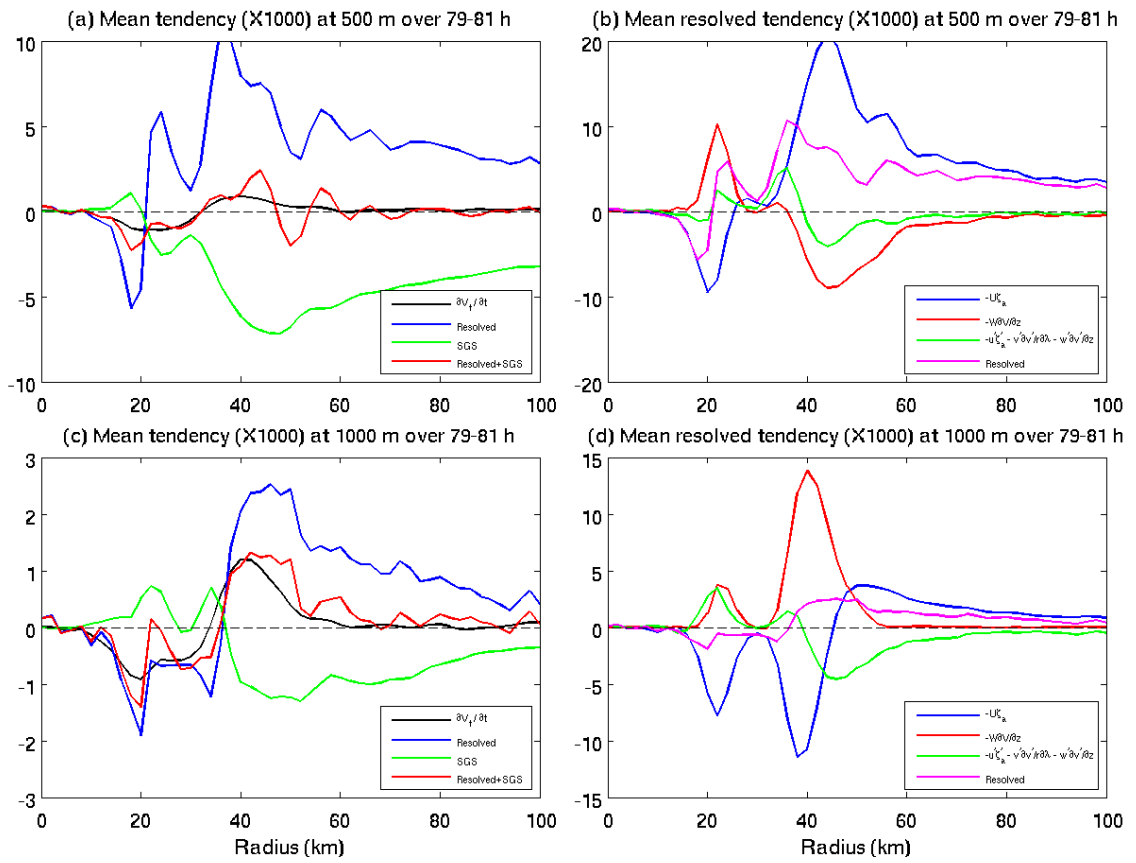 (a) Mean tendency (X1000) at 500 m over 79-81 h
10
5
0
-5
-10
0 20 40 60 80 100
∂V_t/∂t
Resolved
SGS
Resolved+SGS
(b) Mean resolved tendency (X1000) at 500 m over 79-81 h
20
10
0
-10
-20
0 20 40 60 80 100
-Uζ_a
-W∂V/∂z
-u'ζ'_a - v'∂v'/r∂λ - w'∂v'/∂z
Resolved
(c) Mean tendency (X1000) at 1000 m over 79-81 h
3
2
1
0
-1
-2
-3
0 20 40 60 80 100
Radius (km)
∂V_t/∂t
Resolved
SGS
Resolved+SGS
(d) Mean resolved tendency (X1000) at 1000 m over 79-81 h
15
10
5
0
-5
-10
-15
0 20 40 60 80 100
Radius (km)
-Uζ_a
-W∂V/∂z
-u'ζ'_a - v'∂v'/r∂λ - w'∂v'/∂z
Resolved